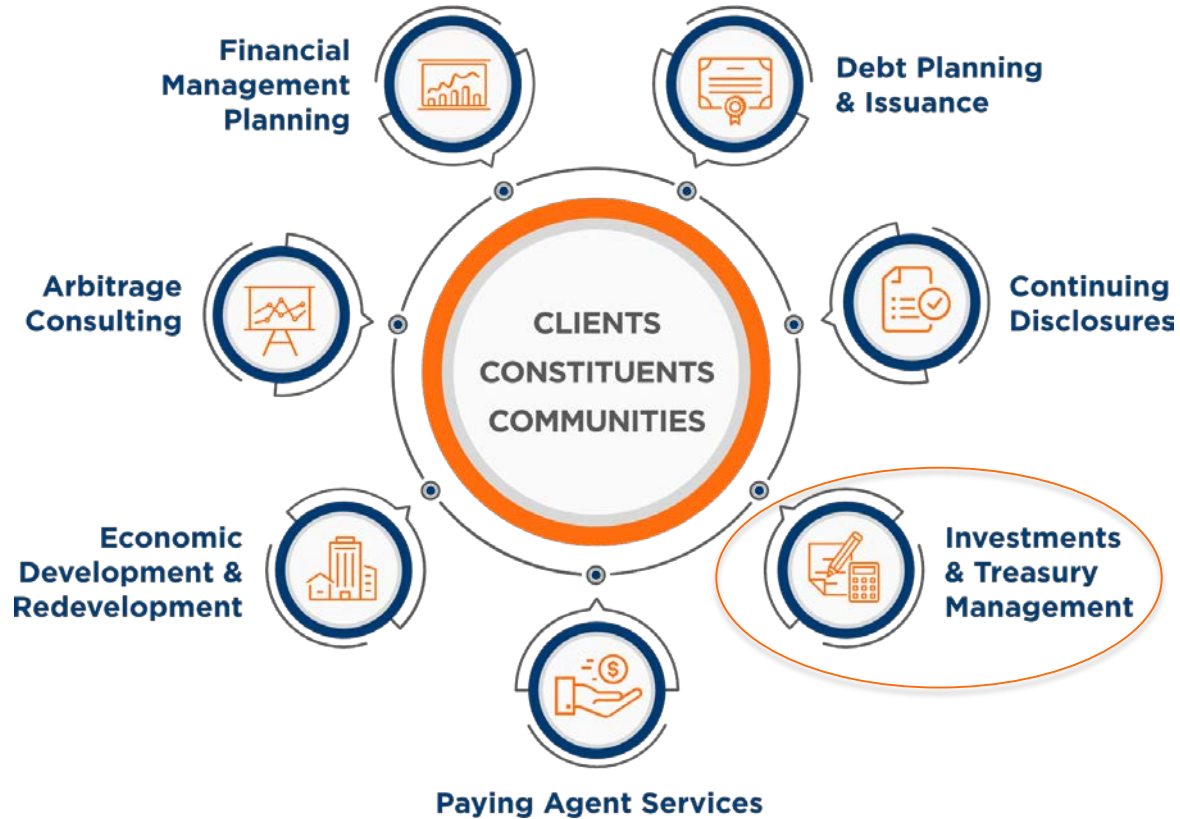 Financial
Management
Planning
Debt Planning
& Issuance
Arbitrage
Consulting
CLIENTS
CONSTITUENTS
COMMUNITIES
Continuing
Disclosures
Economic
Development &
Redevelopment
$
Investments
& Treasury
Management
Paying Agent Services